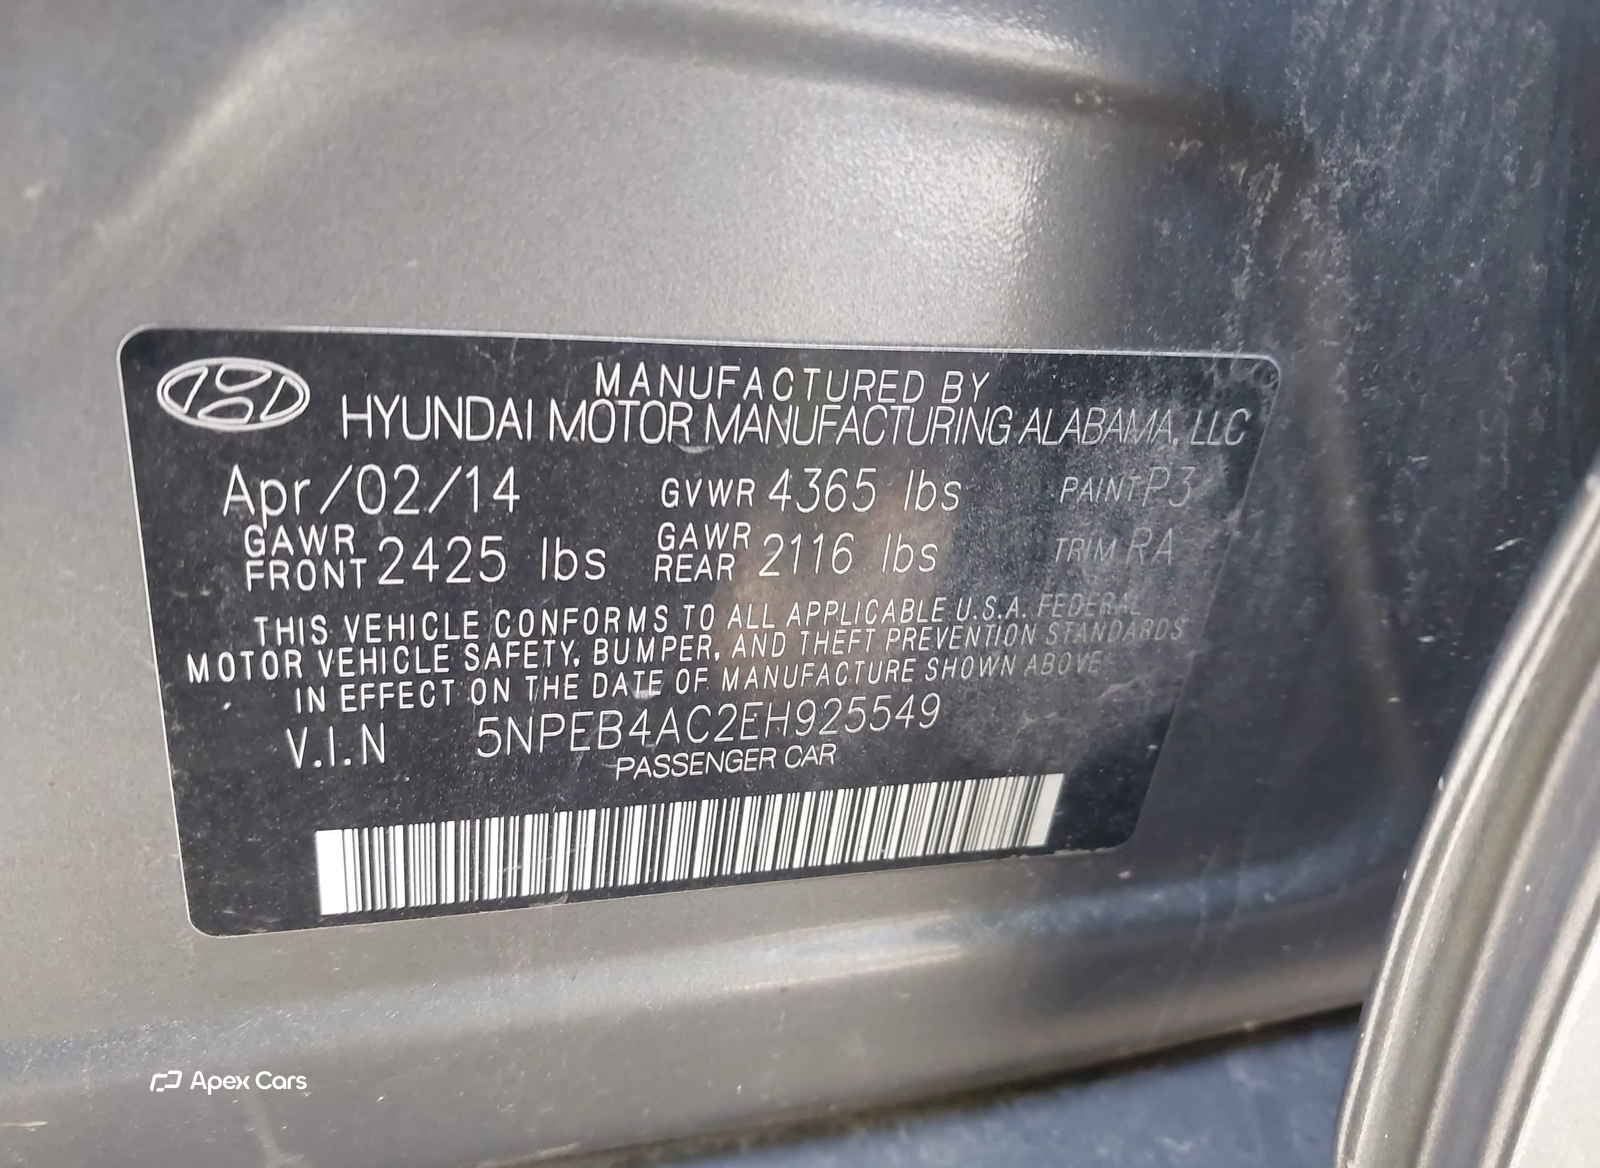 MANUFACTURED BY
HYUNDAI MOTOR MANUFACTURING ALABAMA, LLC
Apr/02/14 GVWR 4365 lbs PAINT P3
GAWR FRONT 2425 lbs GAWR REAR 2116 lbs TRIM RA
THIS VEHICLE CONFORMS TO ALL APPLICABLE U.S.A. FEDERAL
MOTOR VEHICLE SAFETY, BUMPER, AND THEFT PREVENTION STANDARDS
IN EFFECT ON THE DATE OF MANUFACTURE SHOWN ABOVE
V.I.N 5NPEB4AC2EH925549
PASSENGER CAR
Apex Cars